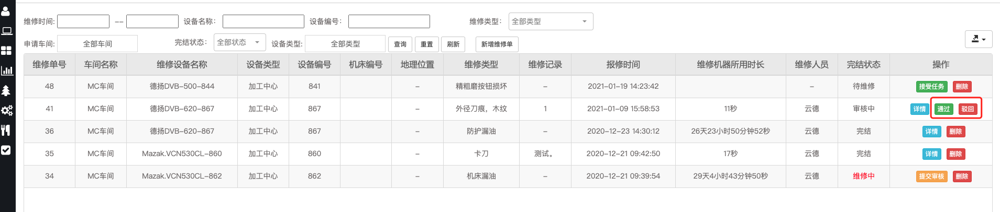 维修时间: -- 设备名称: 设备编号: 维修类型: 全部类型
申请车间: 全部车间 完结状态: 全部状态 设备类型: 全部类型 查询 重置 刷新 新增维修单
维修单号 车间名称 维修设备名称 设备类型 设备编号 机床编号 地理位置 维修类型 维修记录 报修时间 维修机器所用时长 维修人员 完结状态 操作
48 MC车间 德扬DVB-500-844 加工中心 841 - 精粗磨按钮损坏 - 2021-01-19 14:23:42 - 待维修 接受任务 删除
41 MC车间 德扬DVB-620-867 加工中心 867 - 外径刀痕，木纹 1 2021-01-09 15:58:53 11秒 云德 审核中 详情 通过 驳回
36 MC车间 德扬DVB-620-867 加工中心 867 - 防护漏油 - 2020-12-23 14:30:12 26天23小时50分钟52秒 云德 完结 详情 删除
35 MC车间 Mazak.VCN530CL-860 加工中心 860 - 卡刀 测试。 2020-12-21 09:42:50 17秒 云德 完结 详情 删除
34 MC车间 Mazak.VCN530CL-862 加工中心 862 - 机床漏油 - 2020-12-21 09:39:54 29天4小时43分钟50秒 云德 维修中 提交审核 删除